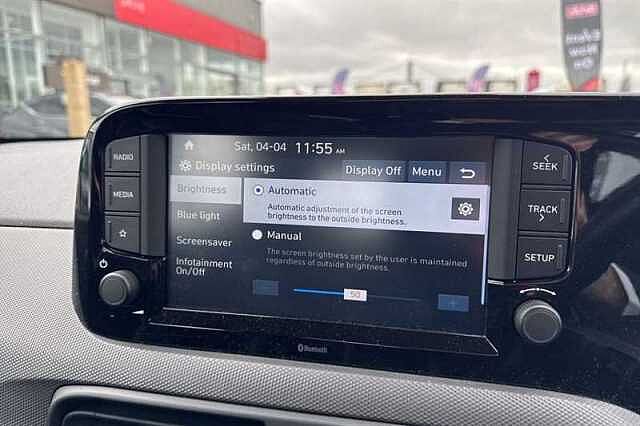 RADIO
MEDIA
Sat, 04-04 11:55 AM
Display settings
Display Off Menu
Brightness
Blue light
Screensaver
Infotainment
On/Off
Automatic
Automatic adjustment of the screen
brightness to the outside brightness.
Manual
The screen brightness set by the user is maintained
regardless of outside brightness.
50
SEEK
TRACK
SETUP
Bluetooth